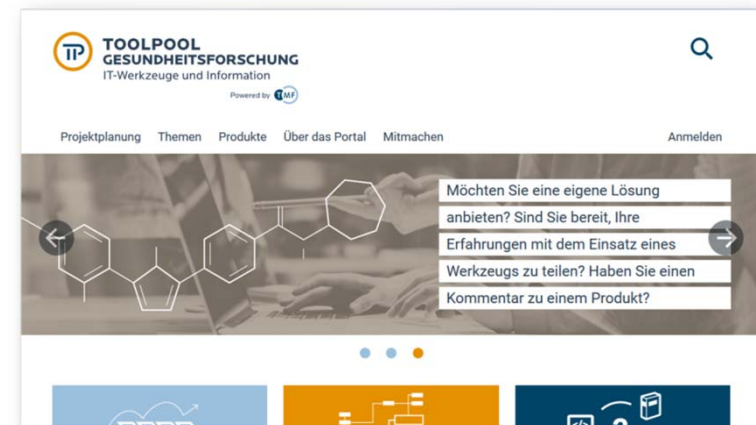 TOOLPOOL
GESUNDHEITSFORSCHUNG
IT-Werkzeuge und Information
Powered by TMF
Projektplanung Themen Produkte Über das Portal Mitmachen Anmelden
Möchten Sie eine eigene Lösung
anbieten? Sind Sie bereit, Ihre
Erfahrungen mit dem Einsatz eines
Werkzeugs zu teilen? Haben Sie einen
Kommentar zu einem Produkt?